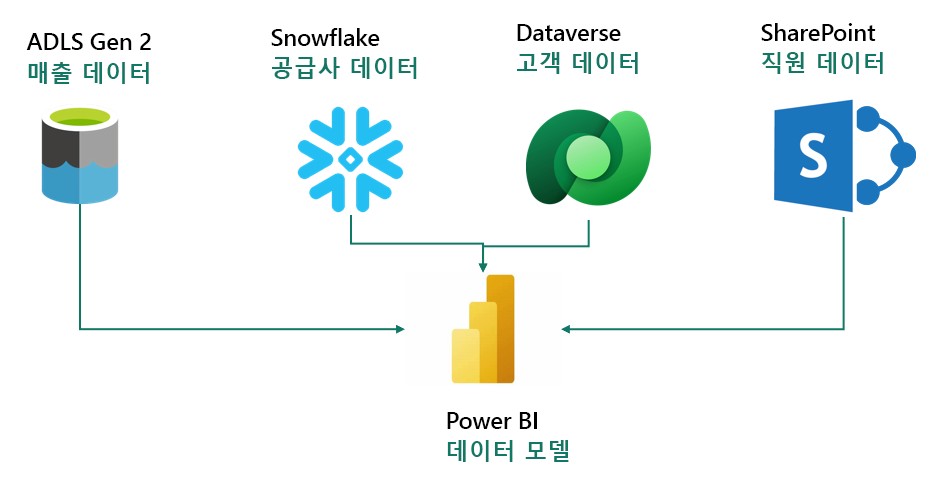 ADLS Gen 2
매출 데이터
Snowflake
공급사 데이터
Dataverse
고객 데이터
SharePoint
직원 데이터
S
Power BI
데이터 모델